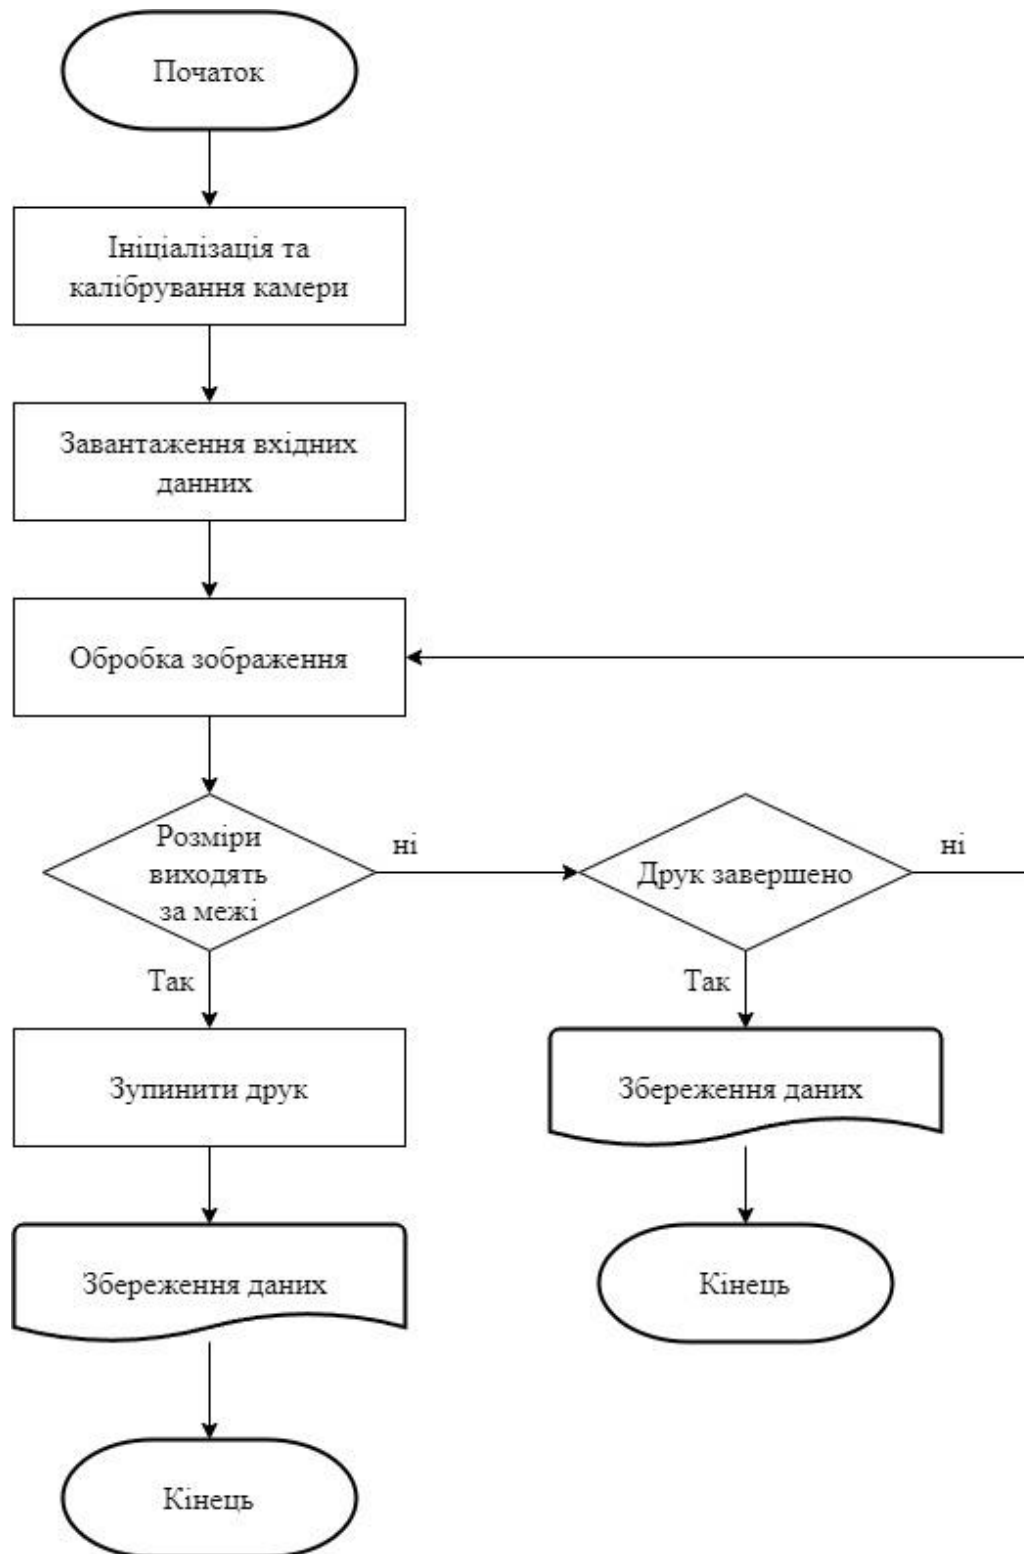 Початок
Ініціалізація та
калібрування камери
Завантаження вхідних
данних
Обробка зображення
Розміри
виходять
за межі
ні
Друк завершено
ні
Так
Так
Зупинити друк
Збереження даних
Збереження даних
Кінець
Кінець